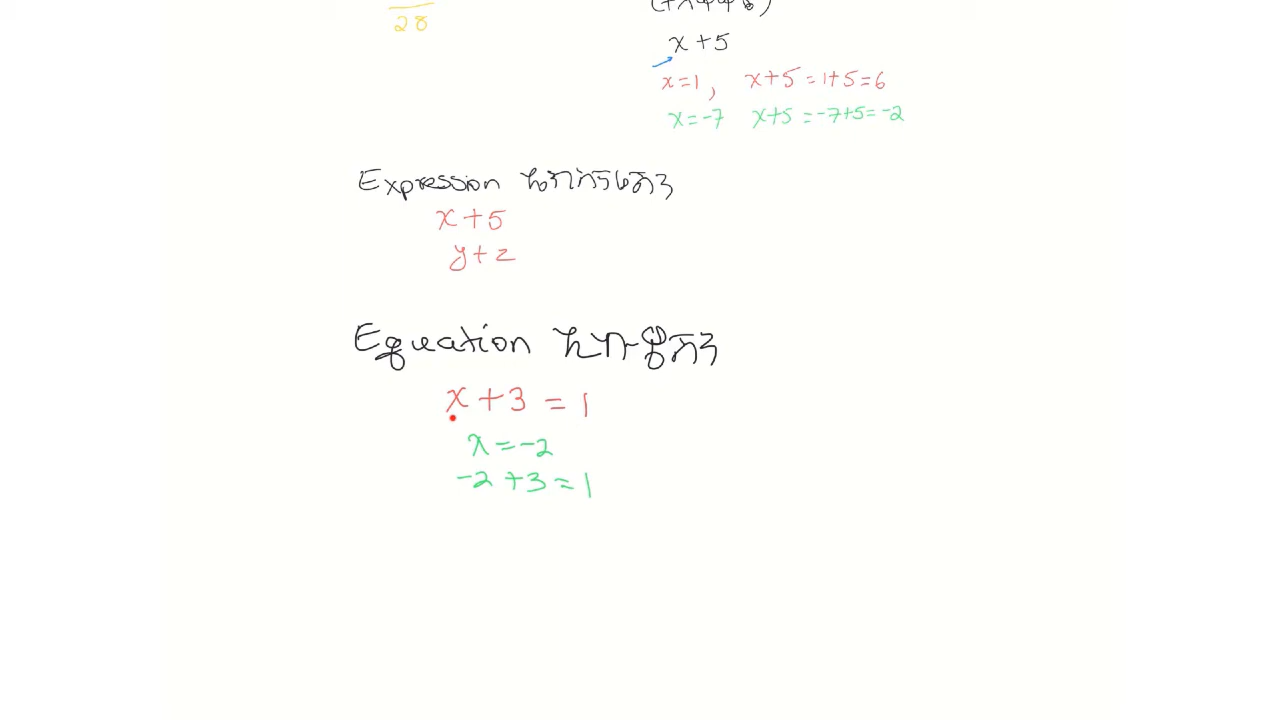 28
x + 5
x = 1, x + 5 = 1 + 5 = 6
x = -7 x + 5 = -7 + 5 = -2
Expression
x + 5
y + z
Equation
x + 3 = 1
x = -2
-2 + 3 = 1